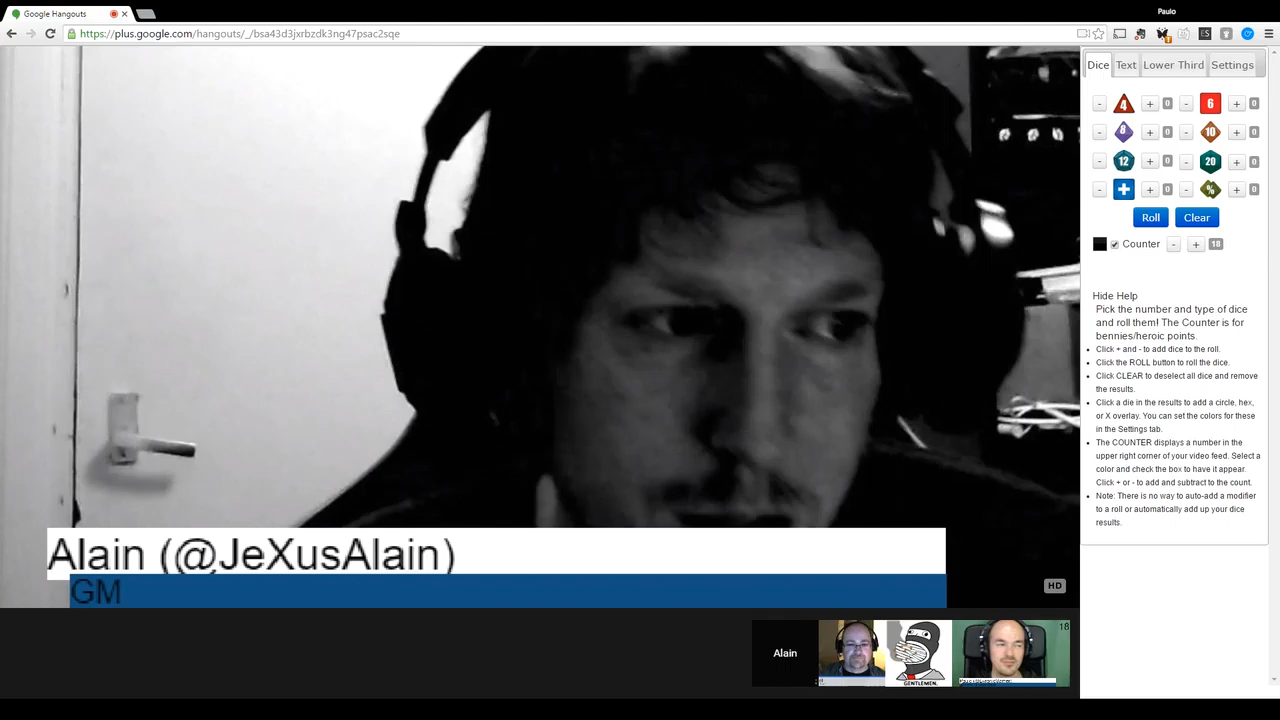 Paulo
Google Hangouts
https://plus.google.com/hangouts/_/bsa43d3jxrbzdk3ng47psac2sqe
Dice Text Lower Third Settings
- 4 + 0 - 6 + 0
- 8 + 0 - 10 + 0
- 12 + 0 - 20 + 0
- + + 0 - % + 0
Roll Clear
Counter - + 18
Hide Help
Pick the number and type of dice
and roll them! The Counter is for
bennies/heroic points.
Click + and - to add dice to the roll.
Click the ROLL button to roll the dice.
Click CLEAR to deselect all dice and remove
the results.
Click a die in the results to add a circle, hex,
or X overlay. You can set the colors for these
in the Settings tab.
The COUNTER displays a number in the
upper right corner of your video feed. Select a
color and check the box to have it appear.
Click + or - to add and subtract to the count.
Note: There is no way to auto-add a modifier
to a roll or automatically add up your dice
results.
Alain (@JeXusAlain)
GM
HD
Alain
GENTLEMEN.
18